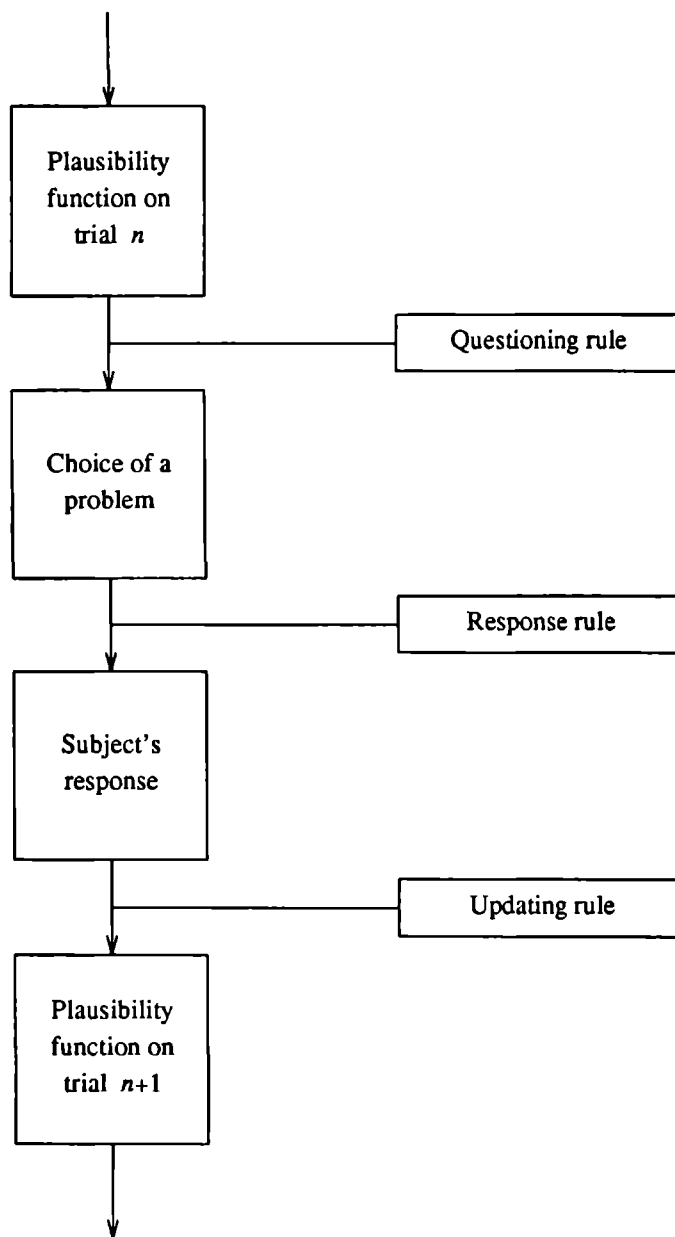 Plausibility
function on
trial n
Questioning rule
Choice of a
problem
Response rule
Subject's
response
Updating rule
Plausibility
function on
trial n+1